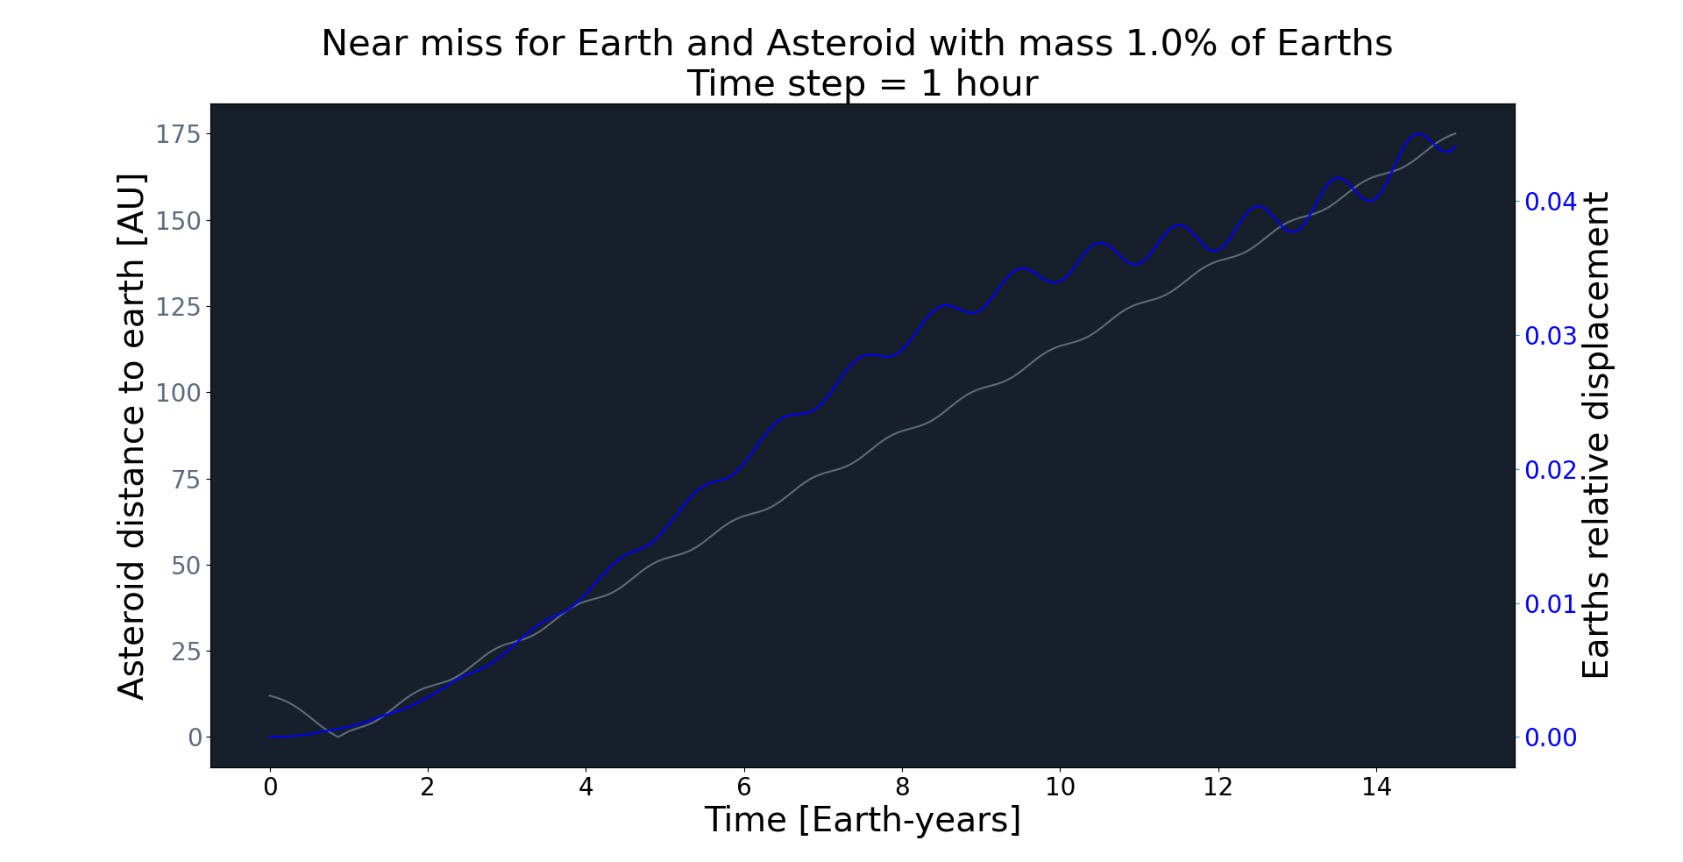 Near miss for Earth and Asteroid with mass 1.0% of Earths
Time step = 1 hour
Asteroid distance to earth [AU]
175
150
125
100
75
50
25
0
0.04
0.03
0.02
0.01
0.00
Earths relative displacement
0 2 4 6 8 10 12 14
Time [Earth-years]